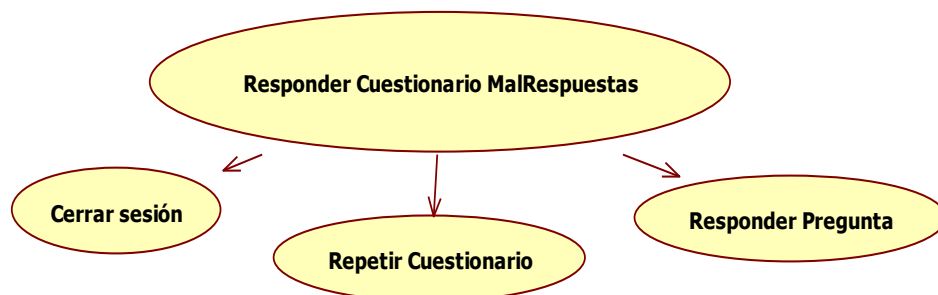 Responder Cuestionario MalRespuestas
Cerrar sesión
Responder Pregunta
Repetir Cuestionario